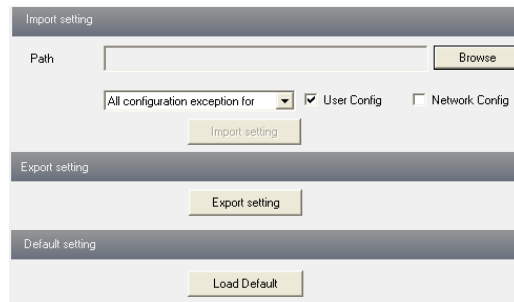 Import setting
Path
Browse
All configuration exception for User Config Network Config
Import setting
Export setting
Export setting
Default setting
Load Default